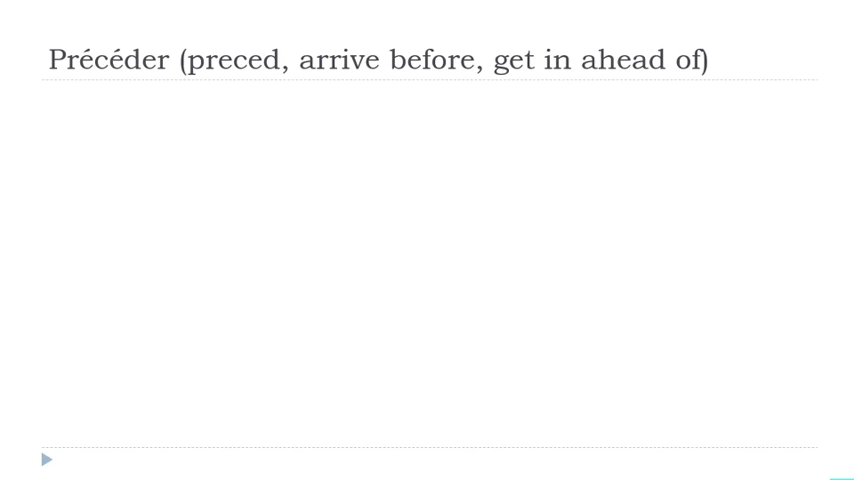 Précéder (preced, arrive before, get in ahead of)